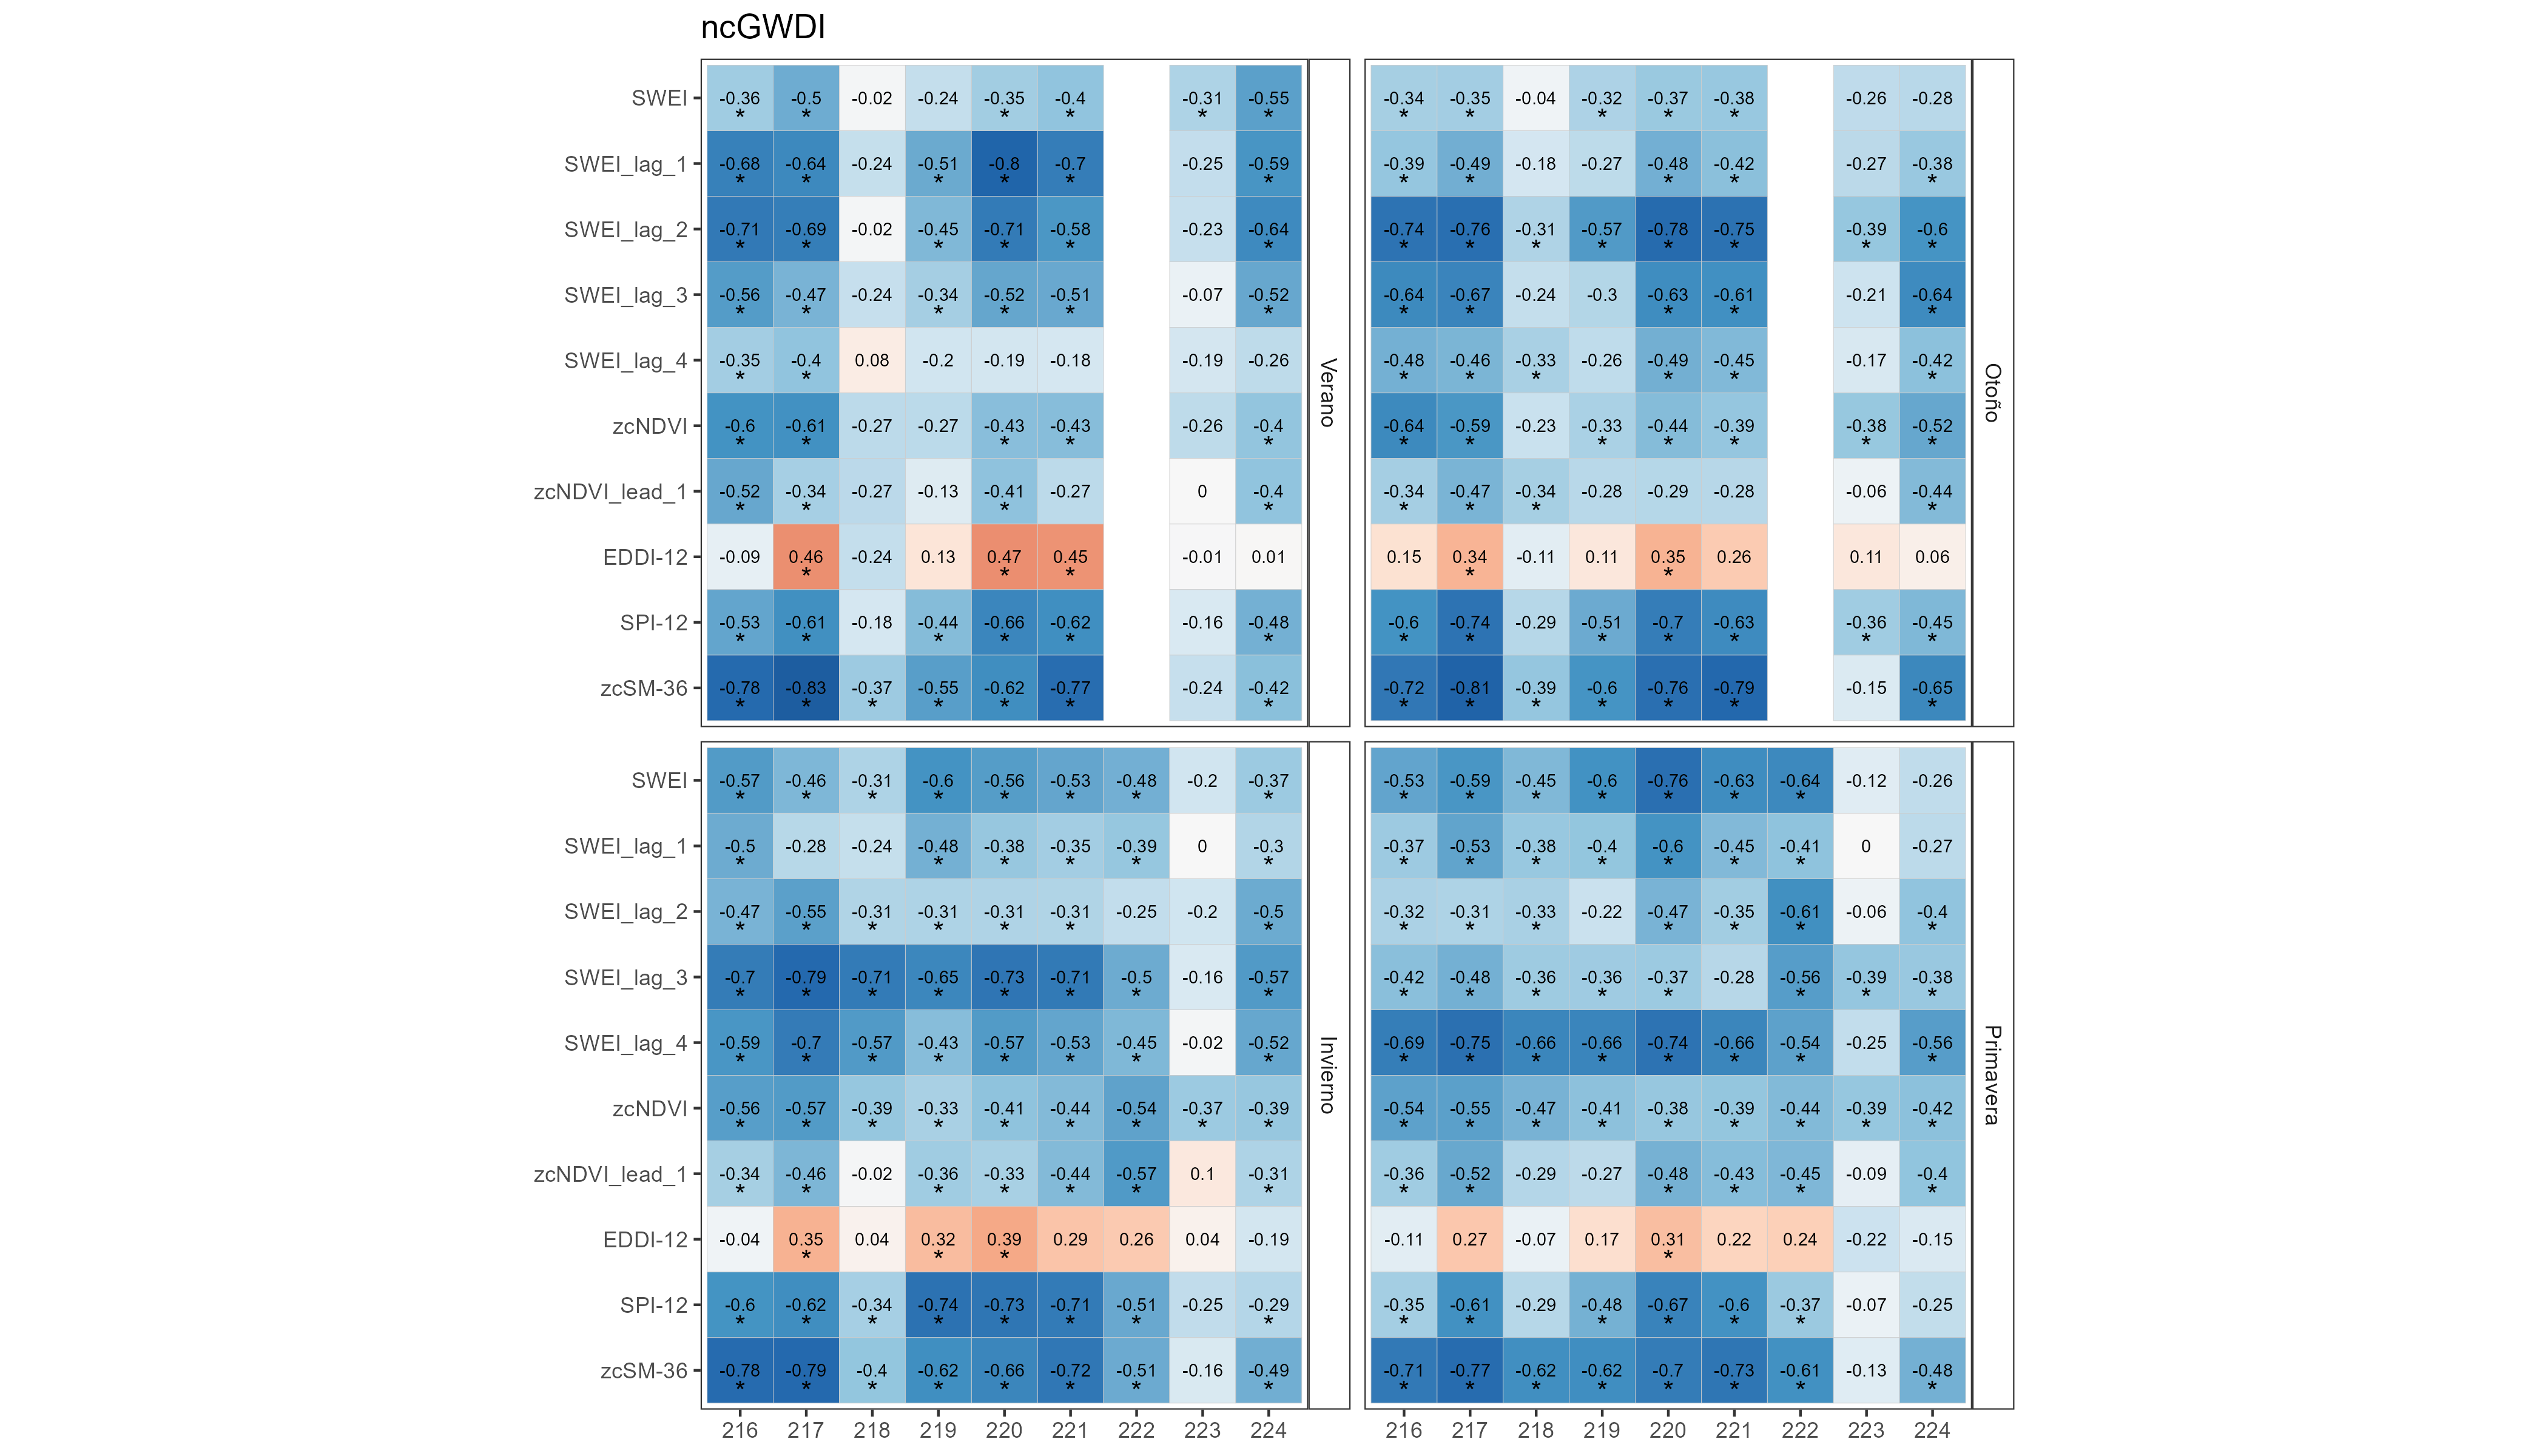 ncGWDI
SWEI -0.36 -0.5 -0.02 -0.24 -0.35 -0.4 -0.31 -0.55 -0.34 -0.35 -0.04 -0.32 -0.37 -0.38 -0.26 -0.28
* * * * * * * * * * *
SWEI_lag_1 -0.68 -0.64 -0.24 -0.51 -0.8 -0.7 -0.25 -0.59 -0.39 -0.49 -0.18 -0.27 -0.48 -0.42 -0.27 -0.38
* * * * * * * * * * *
SWEI_lag_2 -0.71 -0.69 -0.02 -0.45 -0.71 -0.58 -0.23 -0.64 -0.74 -0.76 -0.31 -0.57 -0.78 -0.75 -0.39 -0.6
* * * * * * * * * * * * * *
SWEI_lag_3 -0.56 -0.47 -0.24 -0.34 -0.52 -0.51 -0.07 -0.52 -0.64 -0.67 -0.24 -0.3 -0.63 -0.61 -0.21 -0.64
* * * * * * * * * * *
SWEI_lag_4 -0.35 -0.4 0.08 -0.2 -0.19 -0.18 -0.19 -0.26 -0.48 -0.46 -0.33 -0.26 -0.49 -0.45 -0.17 -0.42
* * * * * * * *
Verano
Otoño
zcNDVI -0.6 -0.61 -0.27 -0.27 -0.43 -0.43 -0.26 -0.4 -0.64 -0.59 -0.23 -0.33 -0.44 -0.39 -0.38 -0.52
* * * * * * * * * * * *
zcNDVI_lead_1 -0.52 -0.34 -0.27 -0.13 -0.41 -0.27 0 -0.4 -0.34 -0.47 -0.34 -0.28 -0.29 -0.28 -0.06 -0.44
* * * * * * * *
EDDI-12 -0.09 0.46 -0.24 0.13 0.47 0.45 -0.01 0.01 0.15 0.34 -0.11 0.11 0.35 0.26 0.11 0.06
* * * * *
SPI-12 -0.53 -0.61 -0.18 -0.44 -0.66 -0.62 -0.16 -0.48 -0.6 -0.74 -0.29 -0.51 -0.7 -0.63 -0.36 -0.45
* * * * * * * * * * * * *
zcSM-36 -0.78 -0.83 -0.37 -0.55 -0.62 -0.77 -0.24 -0.42 -0.72 -0.81 -0.39 -0.6 -0.76 -0.79 -0.15 -0.65
* * * * * * * * * * * * * *
SWEI -0.57 -0.46 -0.31 -0.6 -0.56 -0.53 -0.48 -0.2 -0.37 -0.53 -0.59 -0.45 -0.6 -0.76 -0.63 -0.64 -0.12 -0.26
* * * * * * * * * * * * * * *
SWEI_lag_1 -0.5 -0.28 -0.24 -0.48 -0.38 -0.35 -0.39 0 -0.3 -0.37 -0.53 -0.38 -0.4 -0.6 -0.45 -0.41 0 -0.27
* * * * * * * * * * * * *
SWEI_lag_2 -0.47 -0.55 -0.31 -0.31 -0.31 -0.31 -0.25 -0.2 -0.5 -0.32 -0.31 -0.33 -0.22 -0.47 -0.35 -0.61 -0.06 -0.4
* * * * * * * * * * * * * *
SWEI_lag_3 -0.7 -0.79 -0.71 -0.65 -0.73 -0.71 -0.5 -0.16 -0.57 -0.42 -0.48 -0.36 -0.36 -0.37 -0.28 -0.56 -0.39 -0.38
* * * * * * * * * * * * * * * *
SWEI_lag_4 -0.59 -0.7 -0.57 -0.43 -0.57 -0.53 -0.45 -0.02 -0.52 -0.69 -0.75 -0.66 -0.66 -0.74 -0.66 -0.54 -0.25 -0.56
* * * * * * * * * * * * * * * *
Invierno
Primavera
zcNDVI -0.56 -0.57 -0.39 -0.33 -0.41 -0.44 -0.54 -0.37 -0.39 -0.54 -0.55 -0.47 -0.41 -0.38 -0.39 -0.44 -0.39 -0.42
* * * * * * * * * * * * * * * * * *
zcNDVI_lead_1 -0.34 -0.46 -0.02 -0.36 -0.33 -0.44 -0.57 0.1 -0.31 -0.36 -0.52 -0.29 -0.27 -0.48 -0.43 -0.45 -0.09 -0.4
* * * * * * * * * * * * *
EDDI-12 -0.04 0.35 0.04 0.32 0.39 0.29 0.26 0.04 -0.19 -0.11 0.27 -0.07 0.17 0.31 0.22 0.24 -0.22 -0.15
* * * *
SPI-12 -0.6 -0.62 -0.34 -0.74 -0.73 -0.71 -0.51 -0.25 -0.29 -0.35 -0.61 -0.29 -0.48 -0.67 -0.6 -0.37 -0.07 -0.25
* * * * * * * * * * * * * *
zcSM-36 -0.78 -0.79 -0.4 -0.62 -0.66 -0.72 -0.51 -0.16 -0.49 -0.71 -0.77 -0.62 -0.62 -0.7 -0.73 -0.61 -0.13 -0.48
* * * * * * * * * * * * * * * *
216 217 218 219 220 221 222 223 224 216 217 218 219 220 221 222 223 224